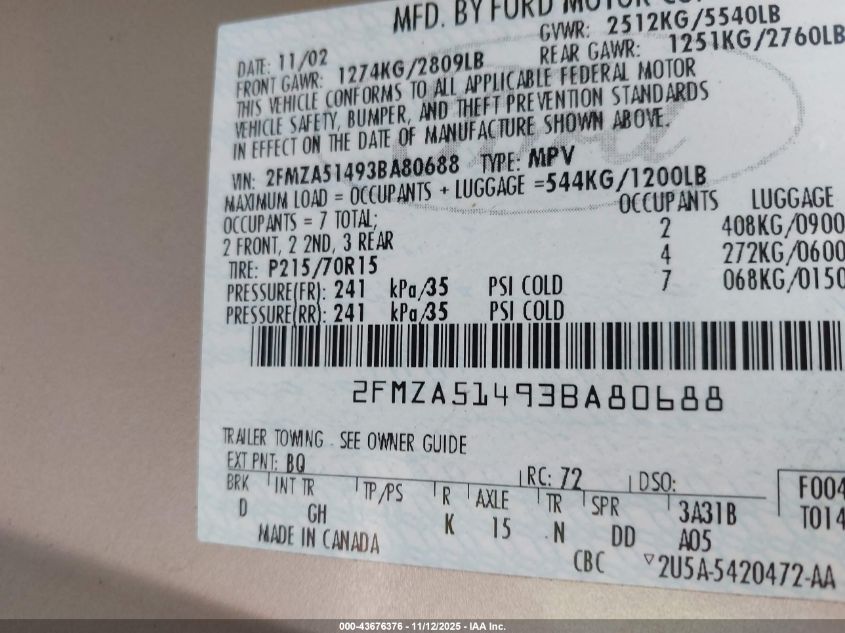 MFD. BY FORD MOTOR CO
DATE: 11/02 GVWR: 2512KG/5540LB
FRONT GAWR: 1274KG/2809LB REAR GAWR: 1251KG/2760LB
THIS VEHICLE CONFORMS TO ALL APPLICABLE FEDERAL MOTOR
VEHICLE SAFETY, BUMPER, AND THEFT PREVENTION STANDARDS
IN EFFECT ON THE DATE OF MANUFACTURE SHOWN ABOVE.
VIN: 2FMZA51493BA80688 TYPE: MPV
MAXIMUM LOAD = OCCUPANTS + LUGGAGE =544KG/1200LB
OCCUPANTS = 7 TOTAL; OCCUPANTS LUGGAGE
2 FRONT, 2 2ND, 3 REAR 2 408KG/0900
TIRE: P215/70R15 4 272KG/0600
PRESSURE(FR): 241 kPa/35 PSI COLD 7 068KG/0150
PRESSURE(RR): 241 kPa/35 PSI COLD
2FMZA51493BA80688
TRAILER TOWING - SEE OWNER GUIDE
EXT PNT: BQ RC: 72 DSO: F004
BRK INT TR TP/PS R AXLE TR SPR 3A31B T014
D GH K 15 N DD A05
MADE IN CANADA CBC ▽2U5A-5420472-AA
000-43676376 - 11/12/2025 - IAA Inc.